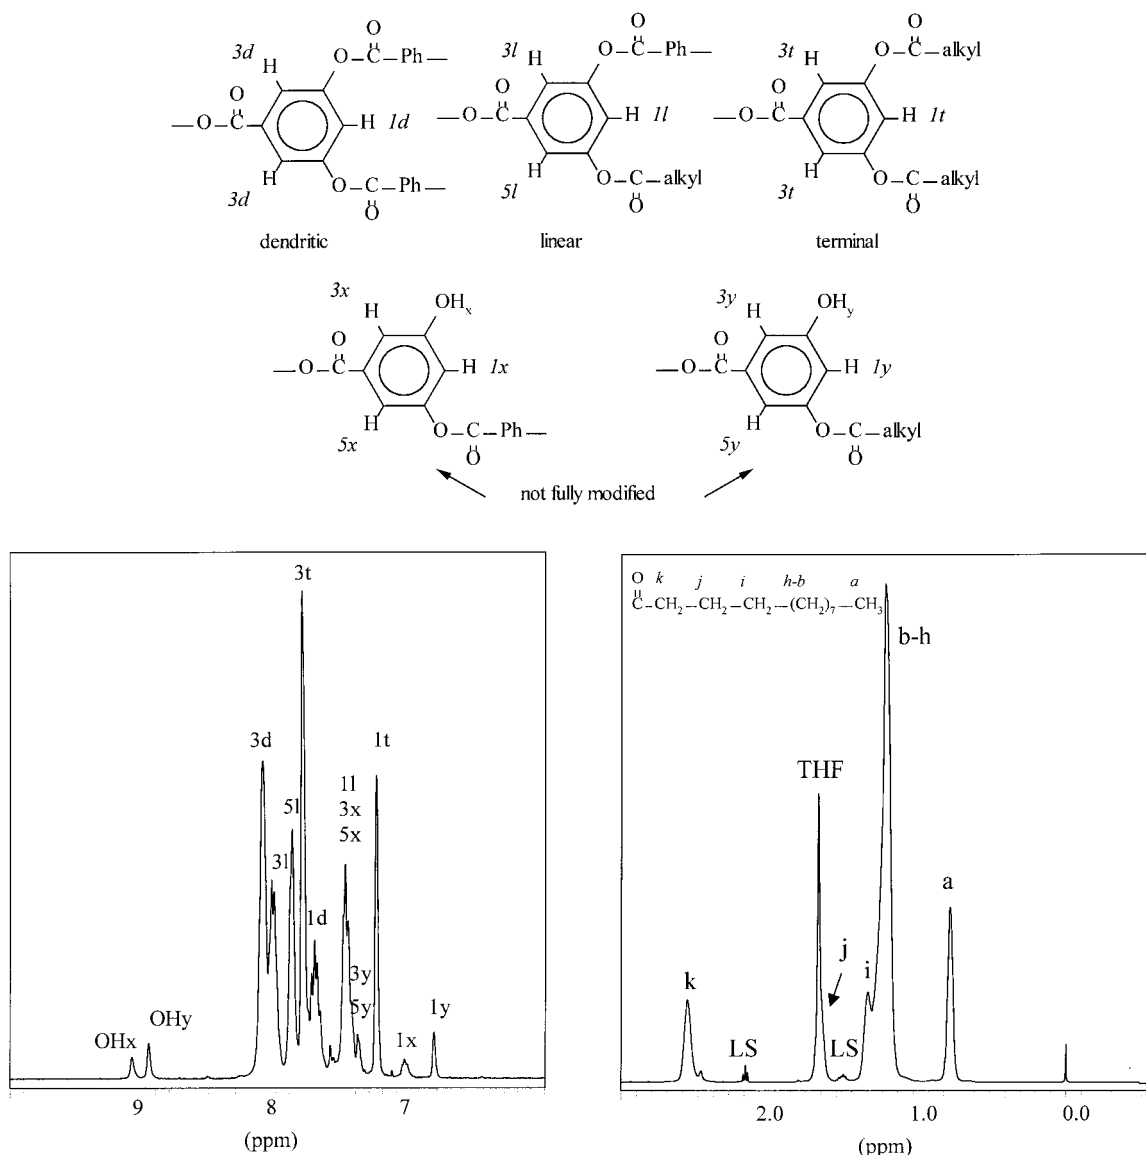 3d H O–C–Ph— 3l H O–C–Ph— 3t H O–C–alkyl
O O O
—O–C H 1d —O–C H 1l —O–C H 1t
O O O
3d H O–C–Ph— 5l H O–C–alkyl 3t H O–C–alkyl
O O O
dendritic linear terminal
3x H OHx 3y H OHy
O O
—O–C H 1x —O–C H 1y
5x H O–C–Ph— 5y H O–C–alkyl
O O
not fully modified
3t
3d
5l
3l
1d
1l
3x
5x
1t
3y
5y
OHx
OHy
1x
1y
9 8 7
(ppm)
O k j i h-b a
C–CH2–CH2–CH2–(CH2)7–CH3
b-h
THF
j
i
a
k
LS
LS
2.0 1.0 0.0
(ppm)